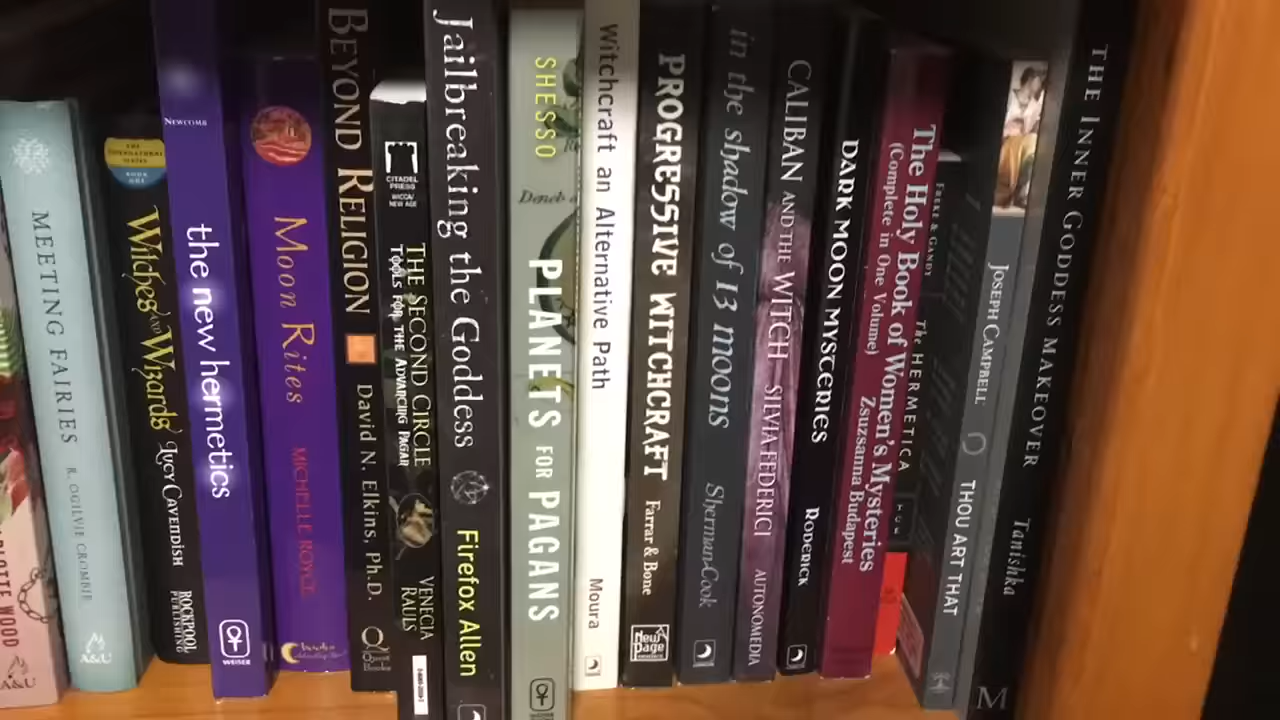 ARLOTTE WOOD
A&U
MEETING FAIRIES
R. OGILVIE CROMBIE
A&U
THE
SUPERNATURAL
SERIES
BOOK
ONE
Witches and Wizards
LUCY CAVENDISH
ROCKPOOL
PUBLISHING
NEWCOMB
the new hermetics
WEISER
Moon Rites
MICHELLE ROYCE
BEYOND RELIGION
David N. Elkins, Ph.D.
Quest
Books
CITADEL
PRESS
WICCA/
NEW AGE
THE SECOND CIRCLE
TOOLS FOR THE ADVANCING PAGAN
VENECIA
RAULS
Jailbreaking the Goddess
Firefox Allen
SHESSO
PLANETS FOR PAGANS
Witchcraft an Alternative Path
Moura
PROGRESSIVE WITCHCRAFT
Farrar & Bone
New
Page
in the shadow of 13 moons
Sherman-Cook
CALIBAN AND THE WITCH
SILVIA FEDERICI
AUTONOMEDIA
DARK MOON MYSTERIES
RODERICK
The Holy Book of Women's Mysteries
(Complete in One Volume)
Zsuzsanna Budapest
FREKE & GANDY
The HERMETICA
JOSEPH CAMPBELL
THOU ART THAT
THE INNER GODDESS MAKEOVER
Tanishka
M